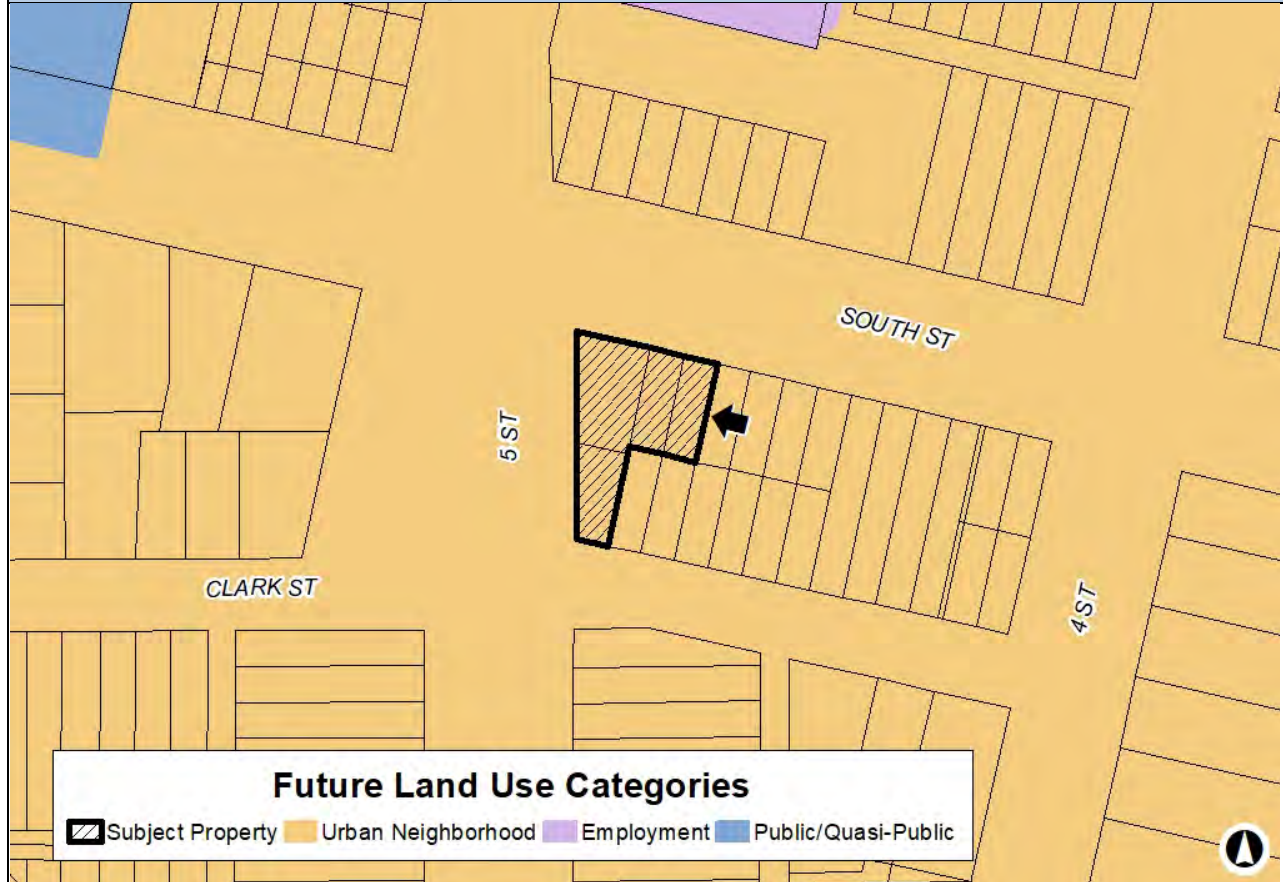 SOUTH ST
5 ST
CLARK ST
4 ST
Future Land Use Categories
Subject Property Urban Neighborhood Employment Public/Quasi-Public